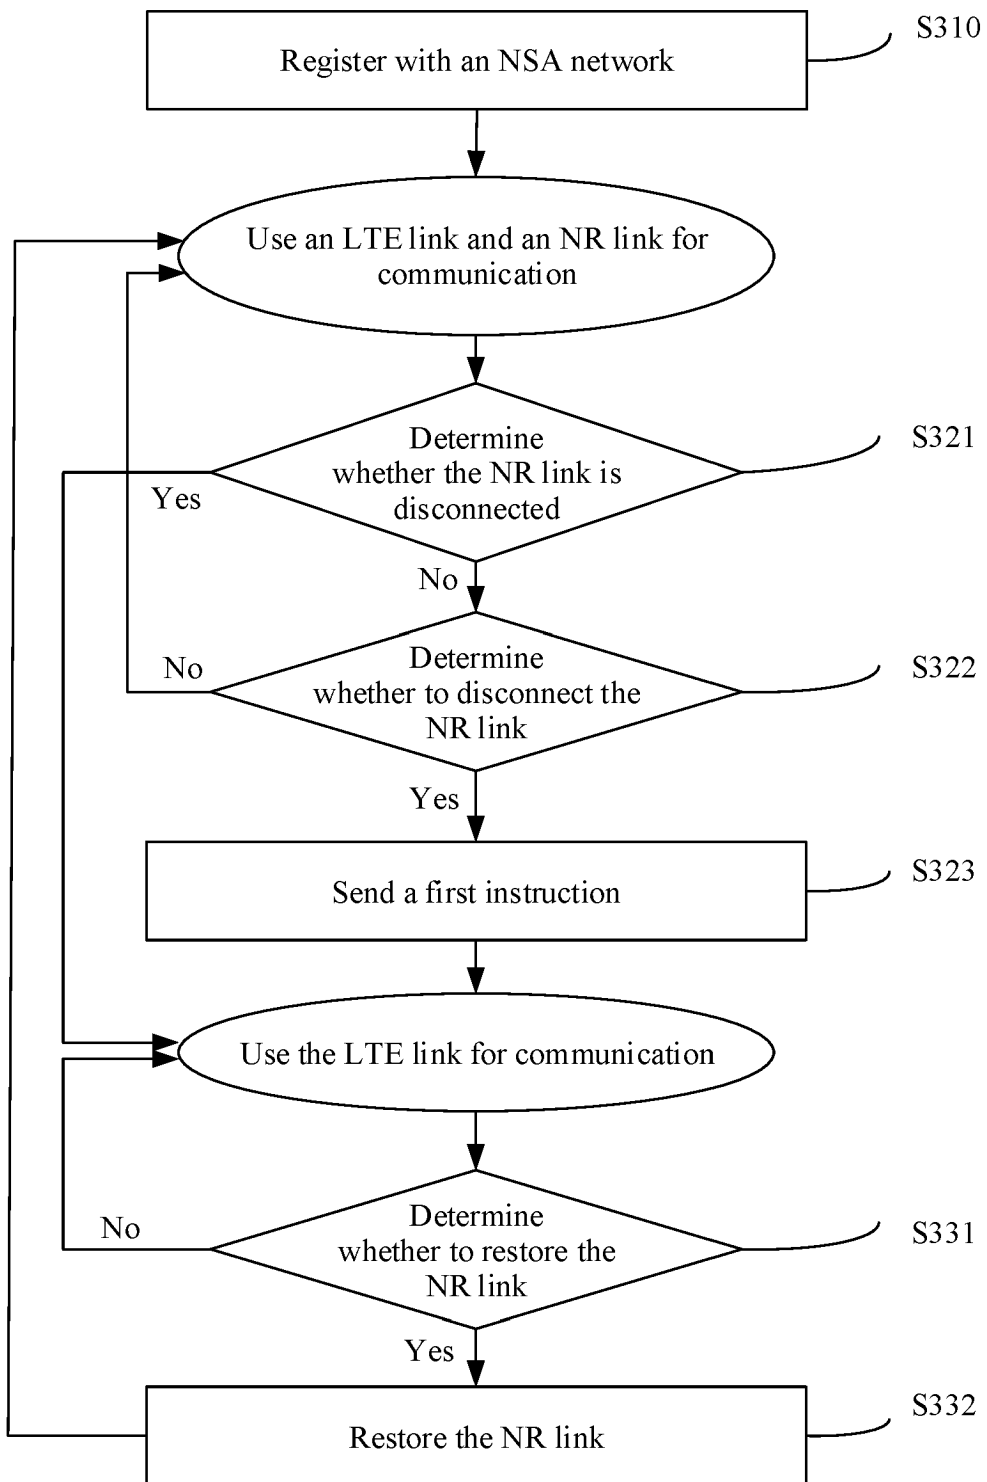 S310
Register with an NSA network
Use an LTE link and an NR link for
communication
S321
Determine
whether the NR link is
disconnected
Yes
No
S322
Determine
whether to disconnect the
NR link
No
Yes
S323
Send a first instruction
Use the LTE link for communication
S331
Determine
whether to restore the
NR link
No
Yes
S332
Restore the NR link